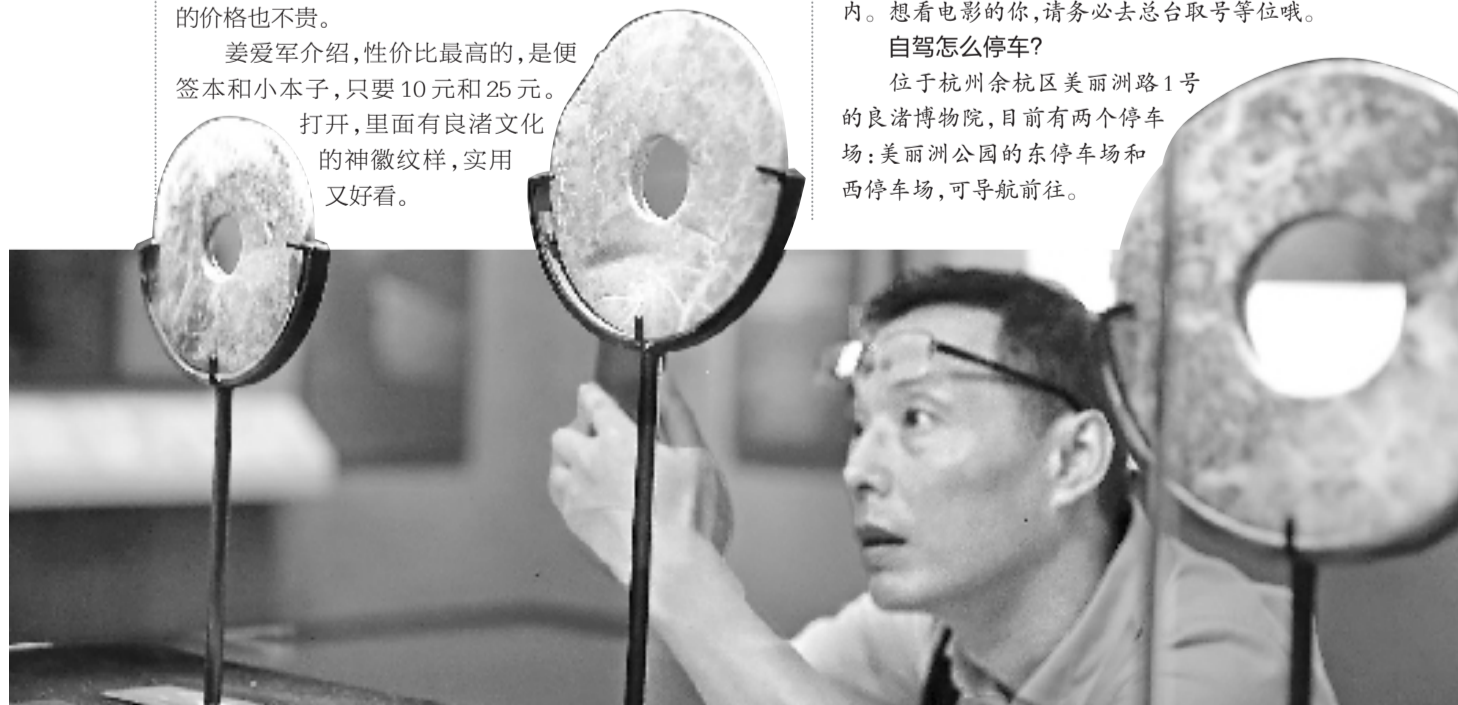 的价格也不贵。
姜爱军介绍,性价比最高的,是便
签本和小本子,只要10元和25元。
打开,里面有良渚文化
的神徽纹样,实用
又好看。
内。想看电影的你,请务必去总台取号等位哦。
自驾怎么停车?
位于杭州余杭区美丽洲路1号
的良渚博物院,目前有两个停车
场:美丽洲公园的东停车场和
西停车场,可导航前往。